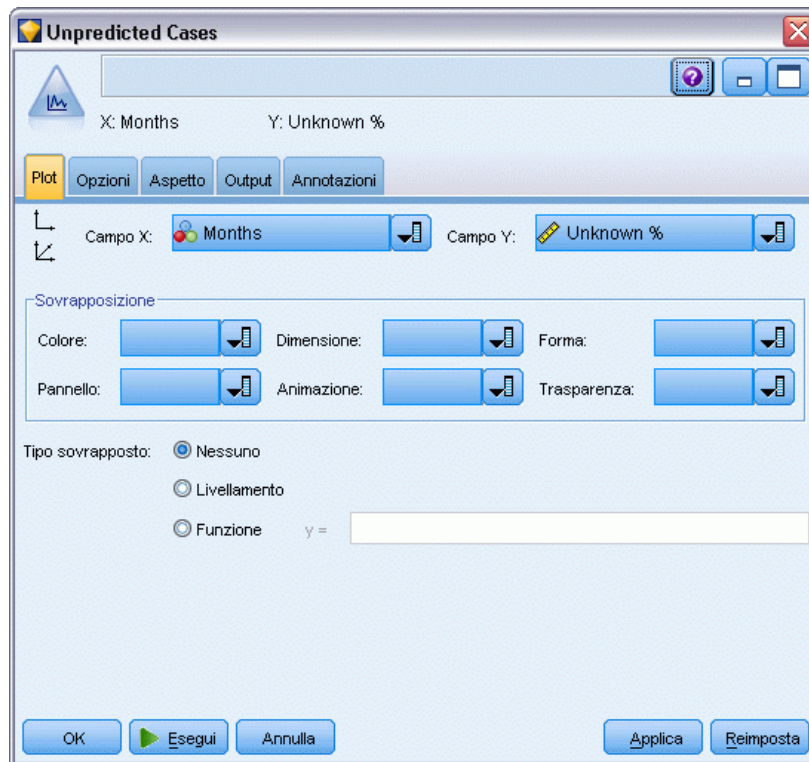 Unpredicted Cases
X: Months Y: Unknown %
Plot Opzioni Aspetto Output Annotazioni
Campo X: Months Campo Y: Unknown %
Sovrapposizione
Colore: Dimensione: Forma:
Pannello: Animazione: Trasparenza:
Tipo sovrapposto: Nessuno
Livellamento
Funzione y =
OK Esegui Annulla Applica Reimposta